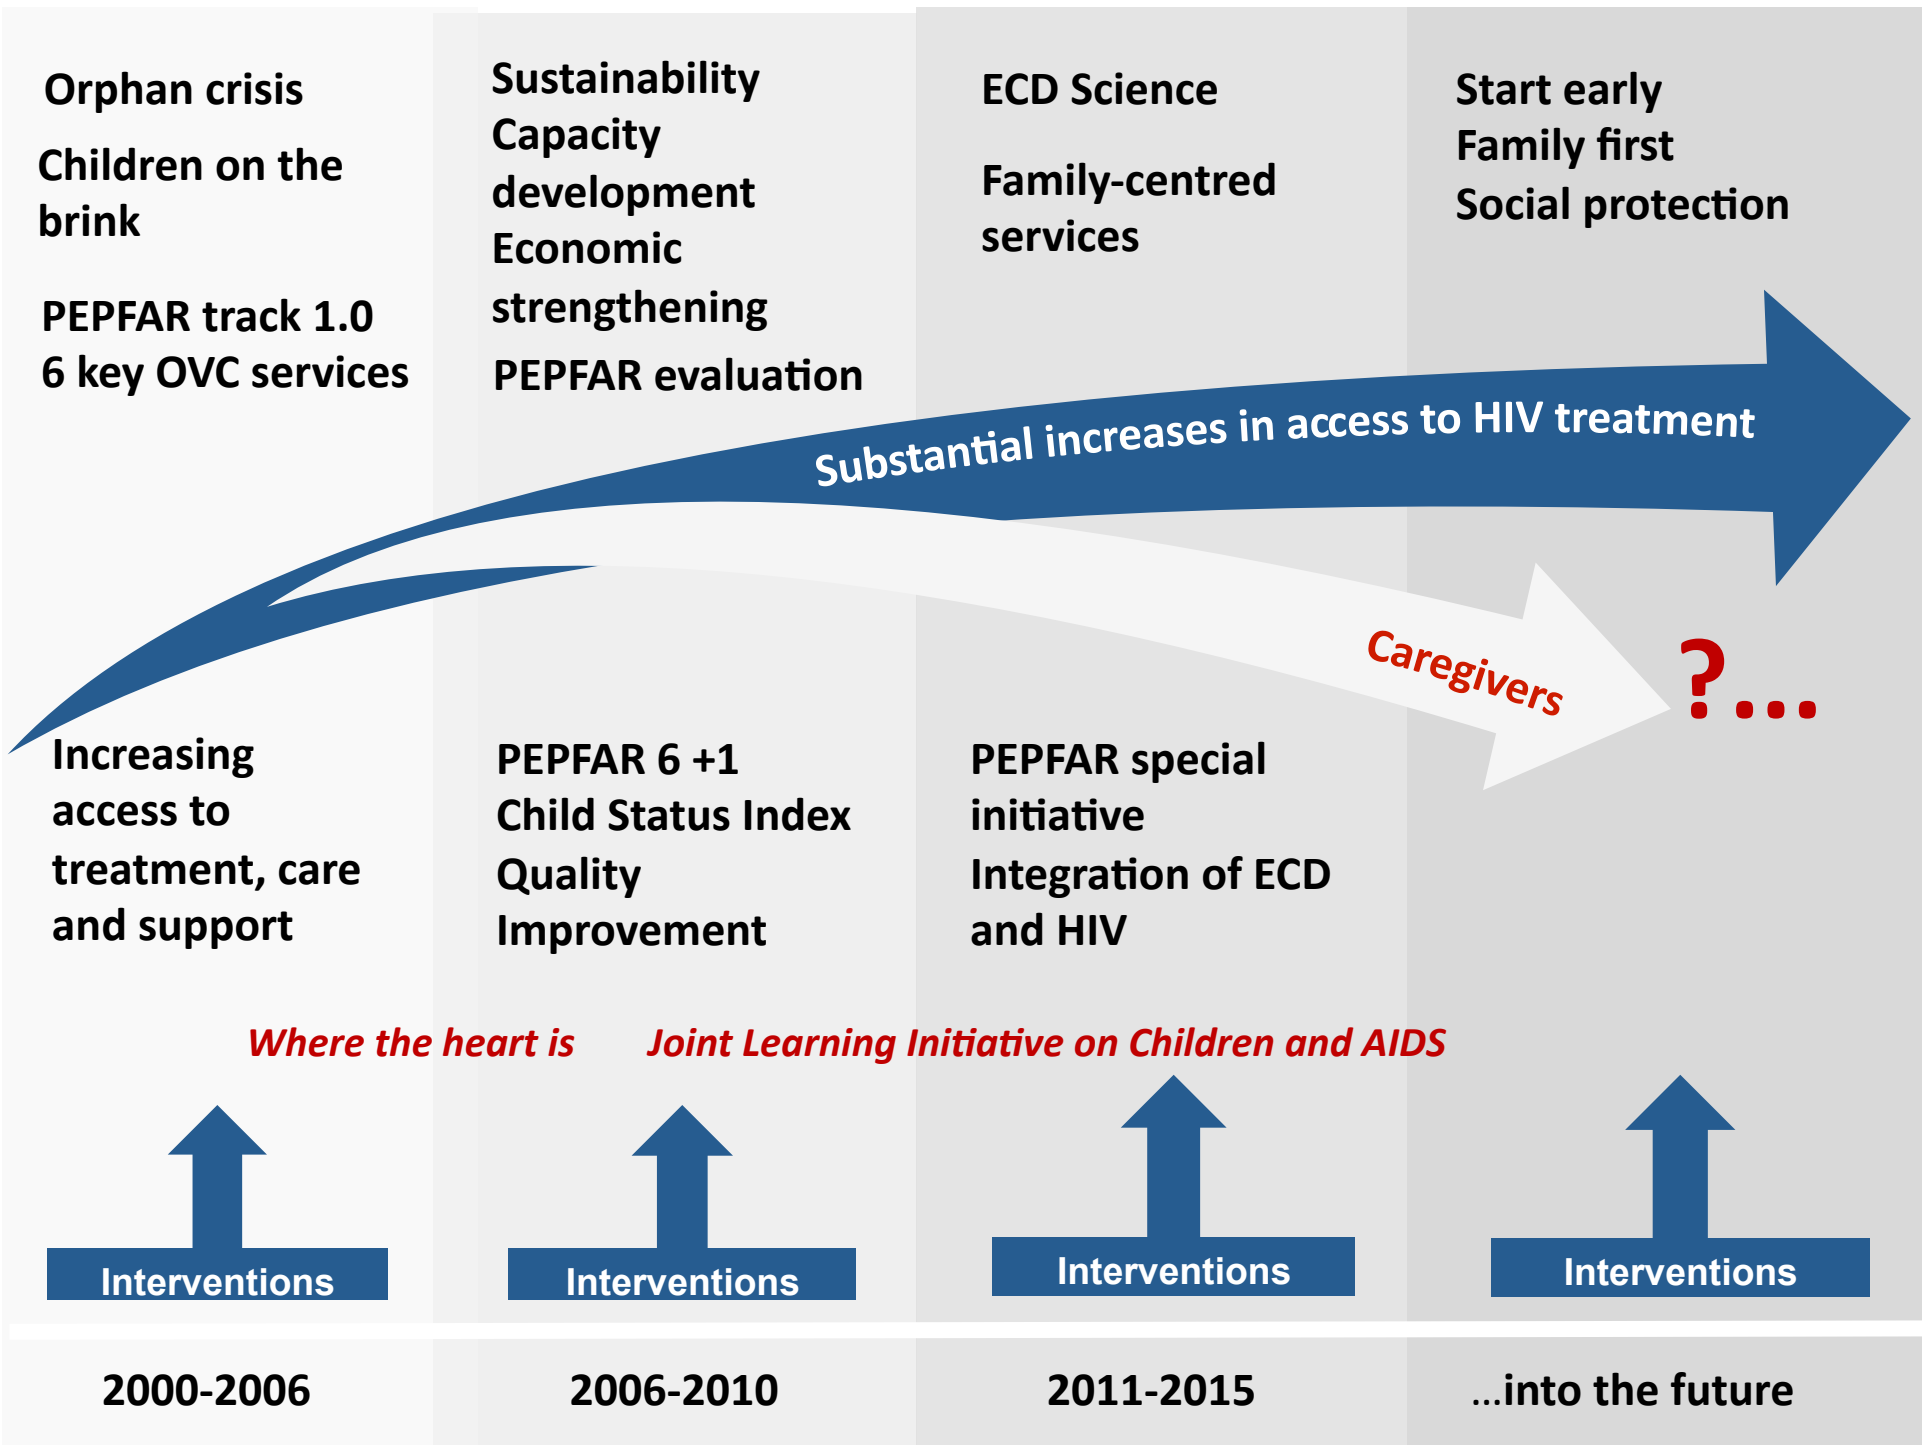 Orphan crisis
Children on the
brink
PEPFAR track 1.0
6 key OVC services
Sustainability
Capacity
development
Economic
strengthening
PEPFAR evaluation
ECD Science
Family-centred
services
Start early
Family first
Social protection
Substantial increases in access to HIV treatment
Caregivers
?...
Increasing
access to
treatment, care
and support
PEPFAR 6 +1
Child Status Index
Quality
Improvement
PEPFAR special
initiative
Integration of ECD
and HIV
Where the heart is
Joint Learning Initiative on Children and AIDS
Interventions
Interventions
Interventions
Interventions
2000-2006
2006-2010
2011-2015
...into the future